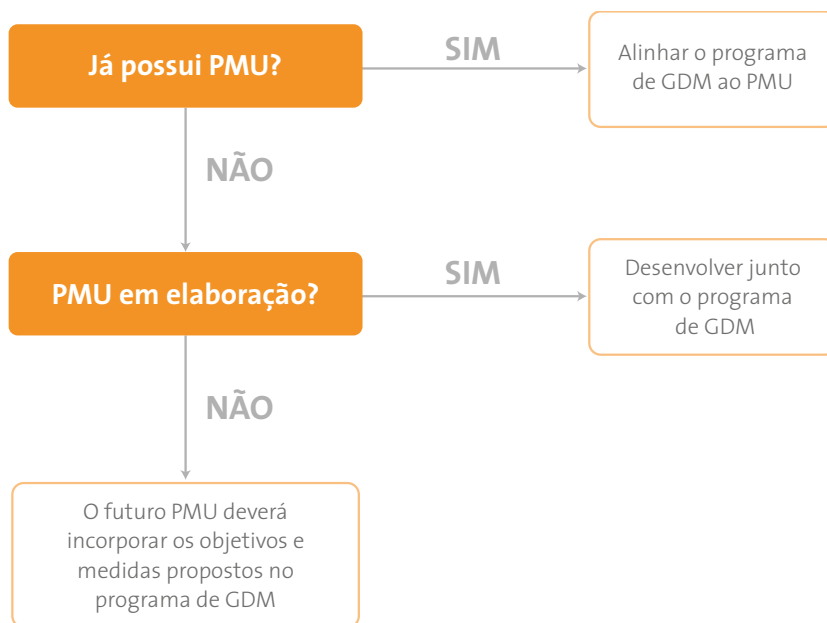 Já possui PMU?
SIM
Alinhar o programa
de GDM ao PMU
NÃO
PMU em elaboração?
SIM
Desenvolver junto
com o programa
de GDM
NÃO
O futuro PMU deverá
incorporar os objetivos e
medidas propostos no
programa de GDM